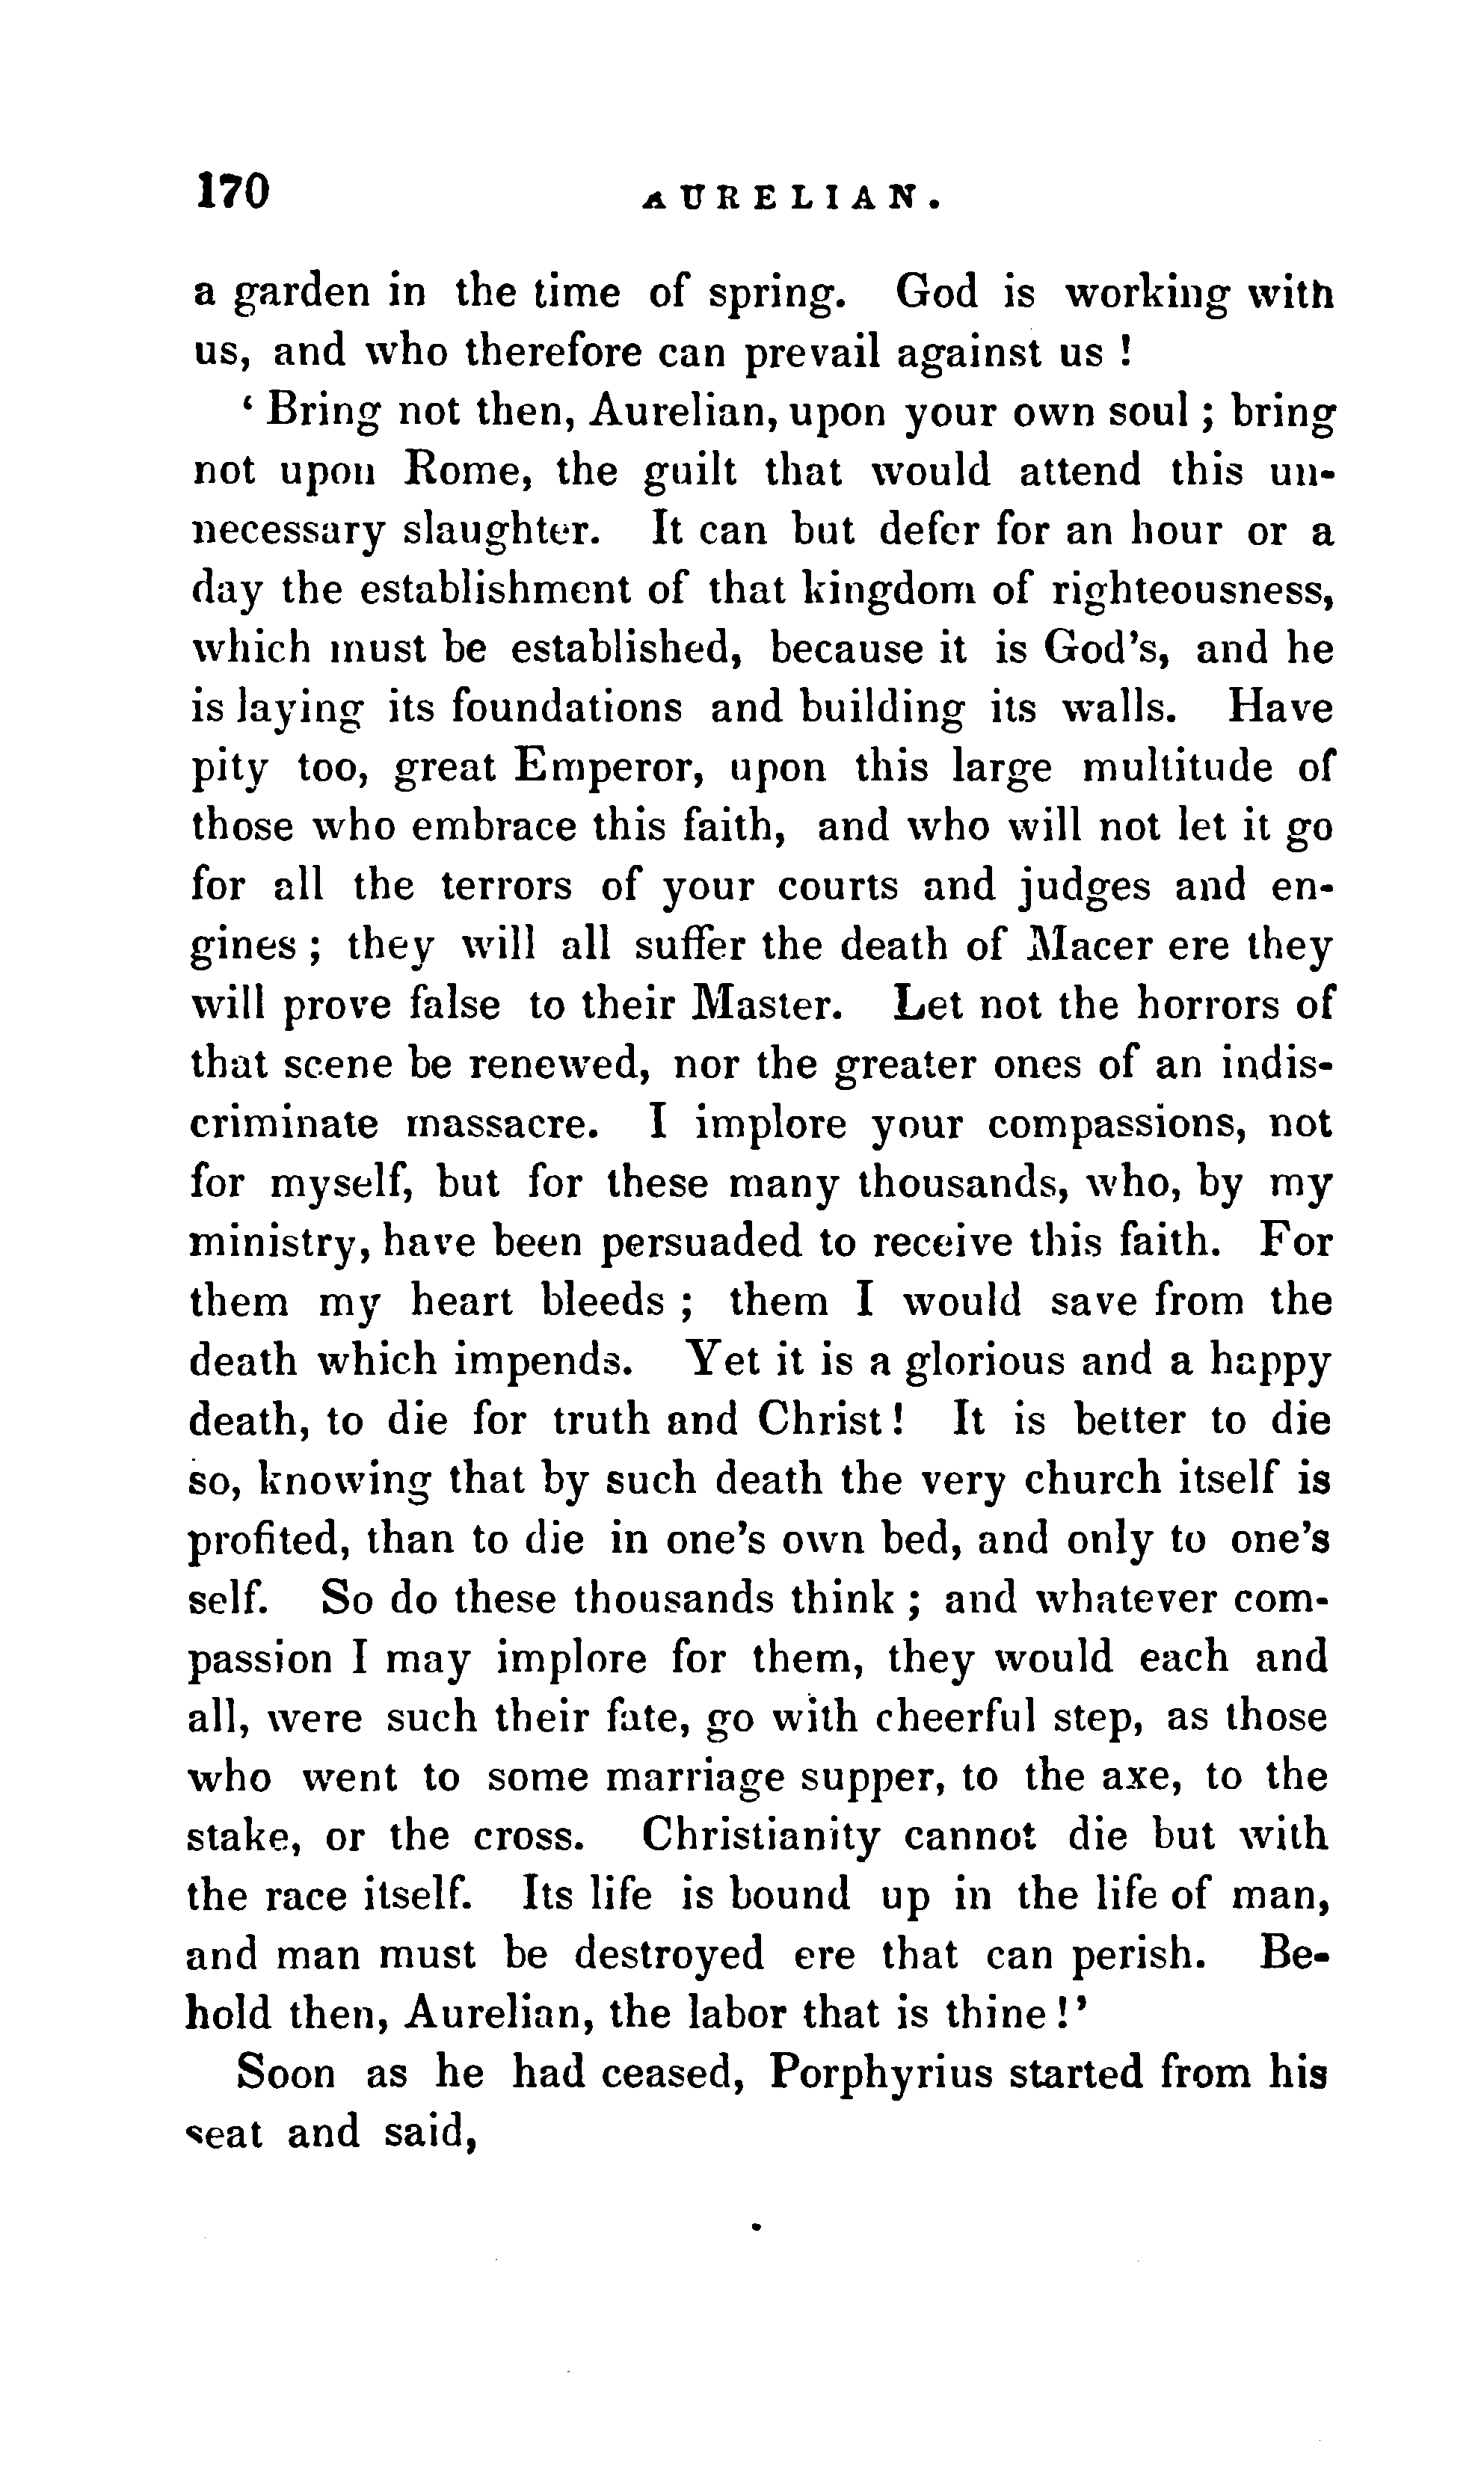 170 AURELIAN.
a garden in the time of spring. God is working with
us, and who therefore can prevail against us !
‘ Bring not then, Aurelian, upon your own soul ; bring
not upon Rome, the guilt that would attend this un-
necessary slaughter. It can but defer for an hour or a
day the establishment of that kingdom of righteousness,
which must be established, because it is God's, and he
is laying its foundations and building its walls. Have
pity too, great Emperor, upon this large multitude of
those who embrace this faith, and who will not let it go
for all the terrors of your courts and judges and en-
gines ; they will all suffer the death of Macer ere they
will prove false to their Master. Let not the horrors of
that scene be renewed, nor the greater ones of an indis-
criminate massacre. I implore your compassions, not
for myself, but for these many thousands, who, by my
ministry, have been persuaded to receive this faith. For
them my heart bleeds ; them I would save from the
death which impends. Yet it is a glorious and a happy
death, to die for truth and Christ ! It is better to die
so, knowing that by such death the very church itself is
profited, than to die in one's own bed, and only to one's
self. So do these thousands think ; and whatever com-
passion I may implore for them, they would each and
all, were such their fate, go with cheerful step, as those
who went to some marriage supper, to the axe, to the
stake, or the cross. Christianity cannot die but with
the race itself. Its life is bound up in the life of man,
and man must be destroyed ere that can perish. Be-
hold then, Aurelian, the labor that is thine !’
Soon as he had ceased, Porphyrius started from his
seat and said,